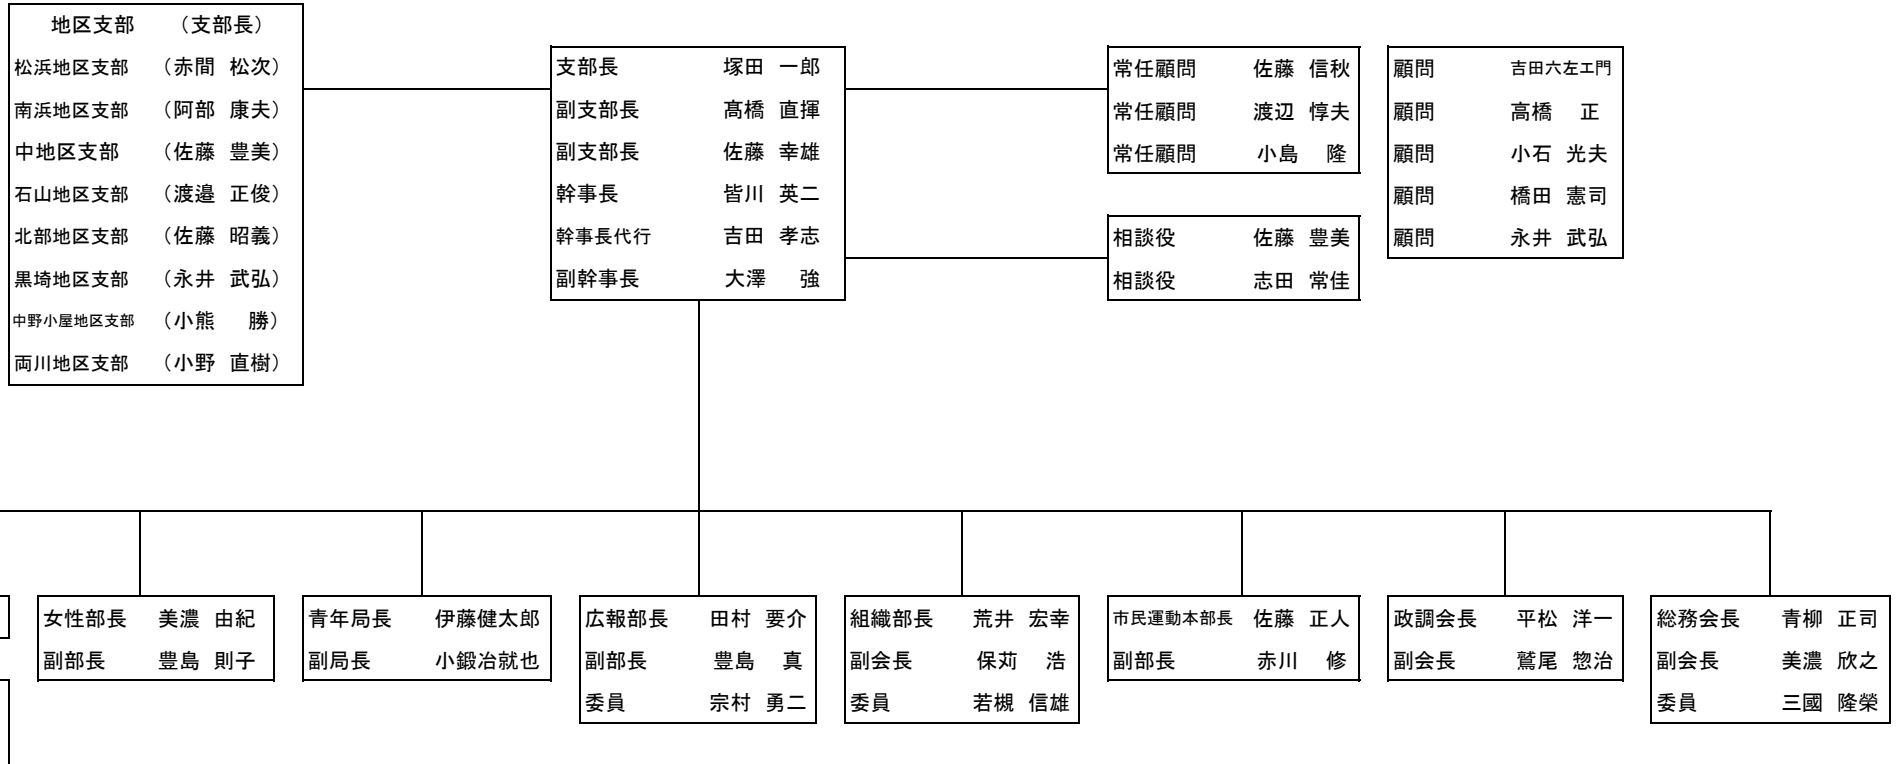 地区支部 （支部長）
松浜地区支部 （赤間 松次）
南浜地区支部 （阿部 康夫）
中地区支部 （佐藤 豊美）
石山地区支部 （渡邉 正俊）
北部地区支部 （佐藤 昭義）
黒埼地区支部 （永井 武弘）
中野小屋地区支部 （小熊 勝）
両川地区支部 （小野 直樹）
支部長 塚田 一郎
副支部長 髙橋 直揮
副支部長 佐藤 幸雄
幹事長 皆川 英二
幹事長代行 吉田 孝志
副幹事長 大澤 強
常任顧問 佐藤 信秋
常任顧問 渡辺 惇夫
常任顧問 小島 隆
相談役 佐藤 豊美
相談役 志田 常佳
顧問 吉田六左エ門
顧問 高橋 正
顧問 小石 光夫
顧問 橋田 憲司
顧問 永井 武弘
女性部長 美濃 由紀
副部長 豊島 則子
青年局長 伊藤健太郎
副局長 小鍛冶就也
広報部長 田村 要介
副部長 豊島 真
委員 宗村 勇二
組織部長 荒井 宏幸
副会長 保苅 浩
委員 若槻 信雄
市民運動本部長 佐藤 正人
副部長 赤川 修
政調会長 平松 洋一
副会長 鷲尾 惣治
総務会長 青柳 正司
副会長 美濃 欣之
委員 三國 隆榮